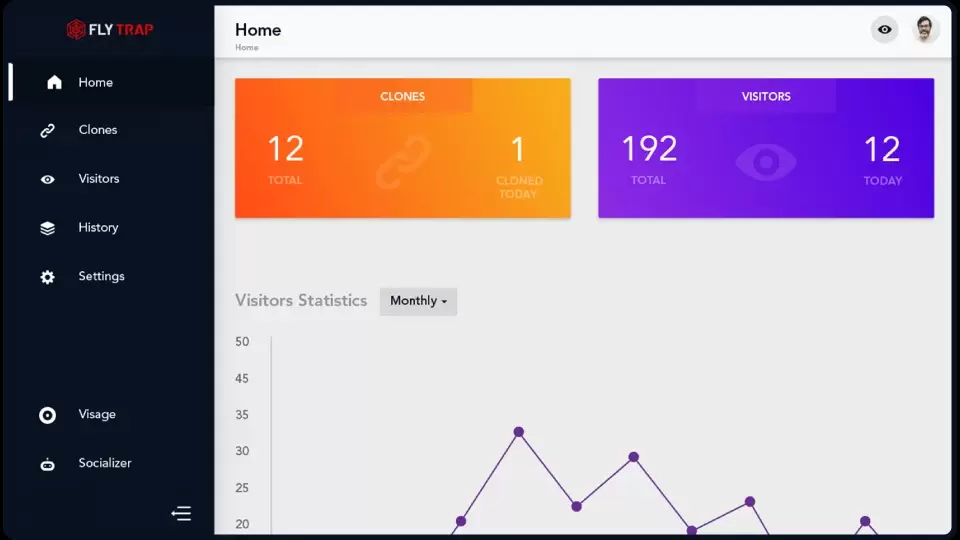 FLY TRAP
Home
Clones
Visitors
History
Settings
Visage
Socializer
Home
Home
CLONES
12
TOTAL
1
CLONED
TODAY
VISITORS
192
TOTAL
12
TODAY
Visitors Statistics
Monthly
50
45
35
30
25
20